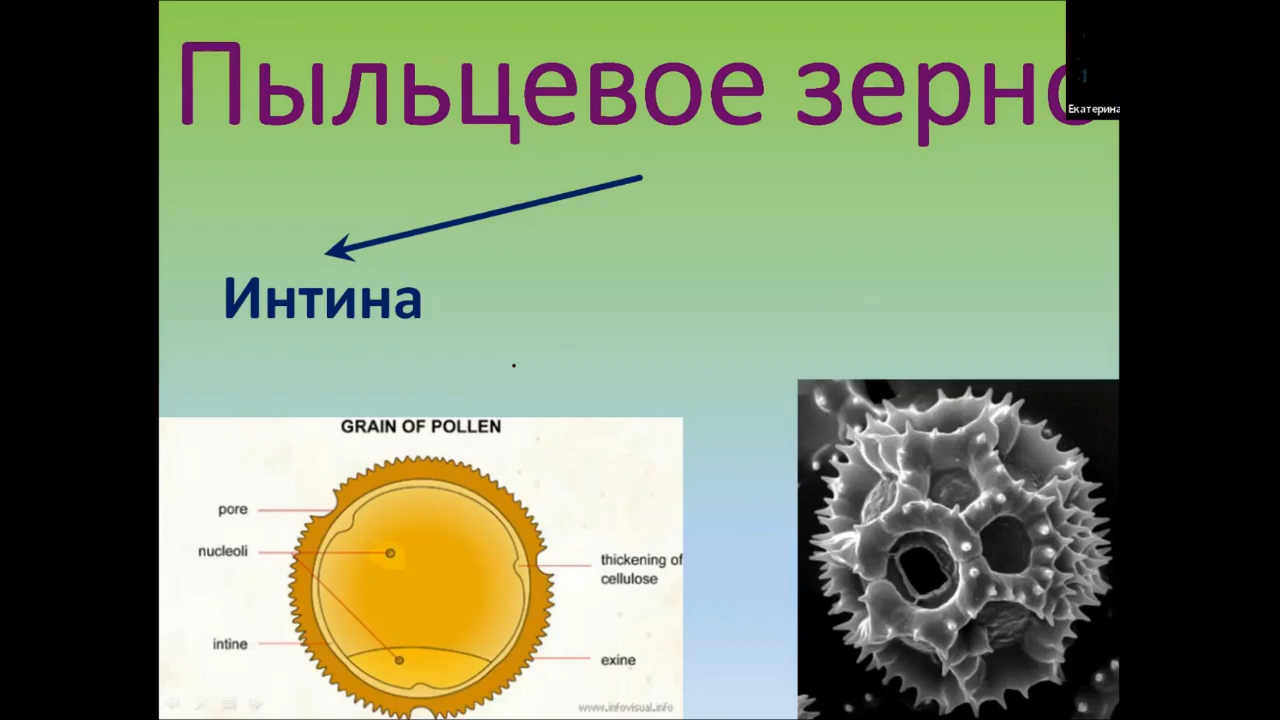 Пыльцевое зерно
Екатерина
Интина
GRAIN OF POLLEN
pore
nucleoli
thickening of
cellulose
intine
exine
www.infovisual.info